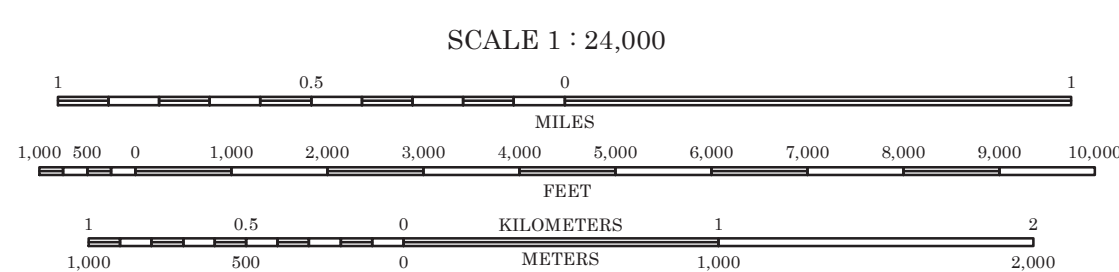 SCALE 1 : 24,000
1 0.5 0 1
MILES
1,000 500 0 1,000 2,000 3,000 4,000 5,000 6,000 7,000 8,000 9,000 10,000
FEET
1 0.5 0 KILOMETERS 1 2
1,000 500 0 METERS 1,000 2,000